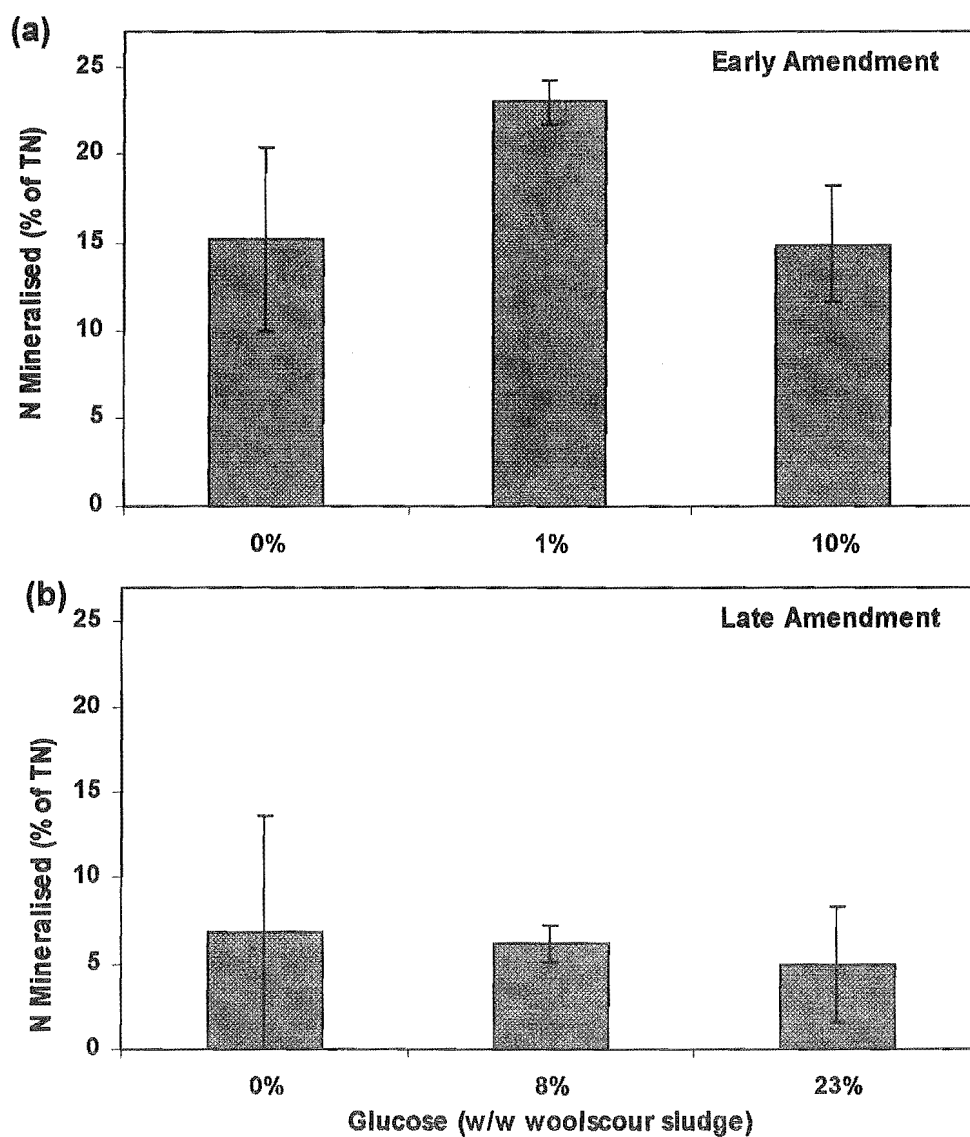 (a)
Early Amendment
N Mineralised (% of TN)
25
20
15
10
5
0
0% 1% 10%
(b)
Late Amendment
N Mineralised (% of TN)
25
20
15
10
5
0
0% 8% 23%
Glucose (w/w woolscour sludge)